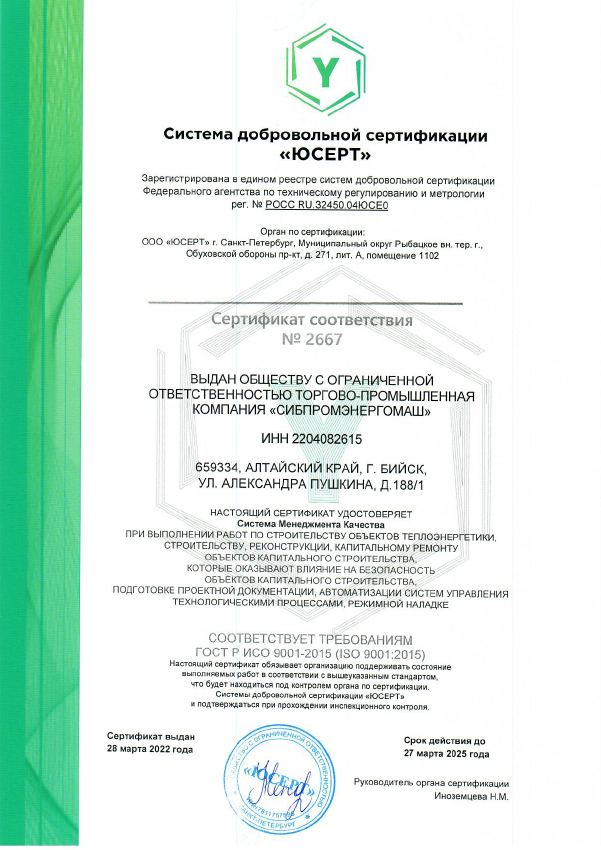 Y
Система добровольной сертификации
«ЮСЕРТ»
Зарегистрирована в едином реестре систем добровольной сертификации
Федерального агентства по техническому регулированию и метрологии
рег. № РОСС RU.32450.04ЮСЕ0
Орган по сертификации:
ООО «ЮСЕРТ» г. Санкт-Петербург, Муниципальный округ Рыбацкое вн. тер. г.,
Обуховской обороны пр-кт, д. 271, лит. А, помещение 1102
Сертификат соответствия
№ 2667
ВЫДАН ОБЩЕСТВУ С ОГРАНИЧЕННОЙ
ОТВЕТСТВЕННОСТЬЮ ТОРГОВО-ПРОМЫШЛЕННАЯ
КОМПАНИЯ «СИБПРОМЭНЕРГОМАШ»
ИНН 2204082615
659334, АЛТАЙСКИЙ КРАЙ, Г. БИЙСК,
УЛ. АЛЕКСАНДРА ПУШКИНА, Д.188/1
НАСТОЯЩИЙ СЕРТИФИКАТ УДОСТОВЕРЯЕТ
Система Менеджмента Качества
ПРИ ВЫПОЛНЕНИИ РАБОТ ПО СТРОИТЕЛЬСТВУ ОБЪЕКТОВ ТЕПЛОЭНЕРГЕТИКИ,
СТРОИТЕЛЬСТВУ, РЕКОНСТРУКЦИИ, КАПИТАЛЬНОМУ РЕМОНТУ
ОБЪЕКТОВ КАПИТАЛЬНОГО СТРОИТЕЛЬСТВА,
КОТОРЫЕ ОКАЗЫВАЮТ ВЛИЯНИЕ НА БЕЗОПАСНОСТЬ
ОБЪЕКТОВ КАПИТАЛЬНОГО СТРОИТЕЛЬСТВА,
ПОДГОТОВКЕ ПРОЕКТНОЙ ДОКУМЕНТАЦИИ, АВТОМАТИЗАЦИИ СИСТЕМ УПРАВЛЕНИЯ
ТЕХНОЛОГИЧЕСКИМИ ПРОЦЕССАМИ, РЕЖИМНОЙ НАЛАДКЕ
СООТВЕТСТВУЕТ ТРЕБОВАНИЯМ
ГОСТ Р ИСО 9001-2015 (ISO 9001:2015)
Настоящий сертификат обязывает организацию поддерживать состояние
выполняемых работ в соответствии с вышеуказанным стандартом,
что будет находиться под контролем органа по сертификации.
Системы добровольной сертификации «ЮСЕРТ»
и подтверждаться при прохождении инспекционного контроля.
Сертификат выдан
28 марта 2022 года
Срок действия до
27 марта 2025 года
С ОГРАНИЧЕННОЙ ОТВЕТСТВЕННОСТЬЮ
«ЮСЕРТ»
САНКТ-ПЕТЕРБУРГ
Руководитель органа сертификации
Иноземцева Н.М.